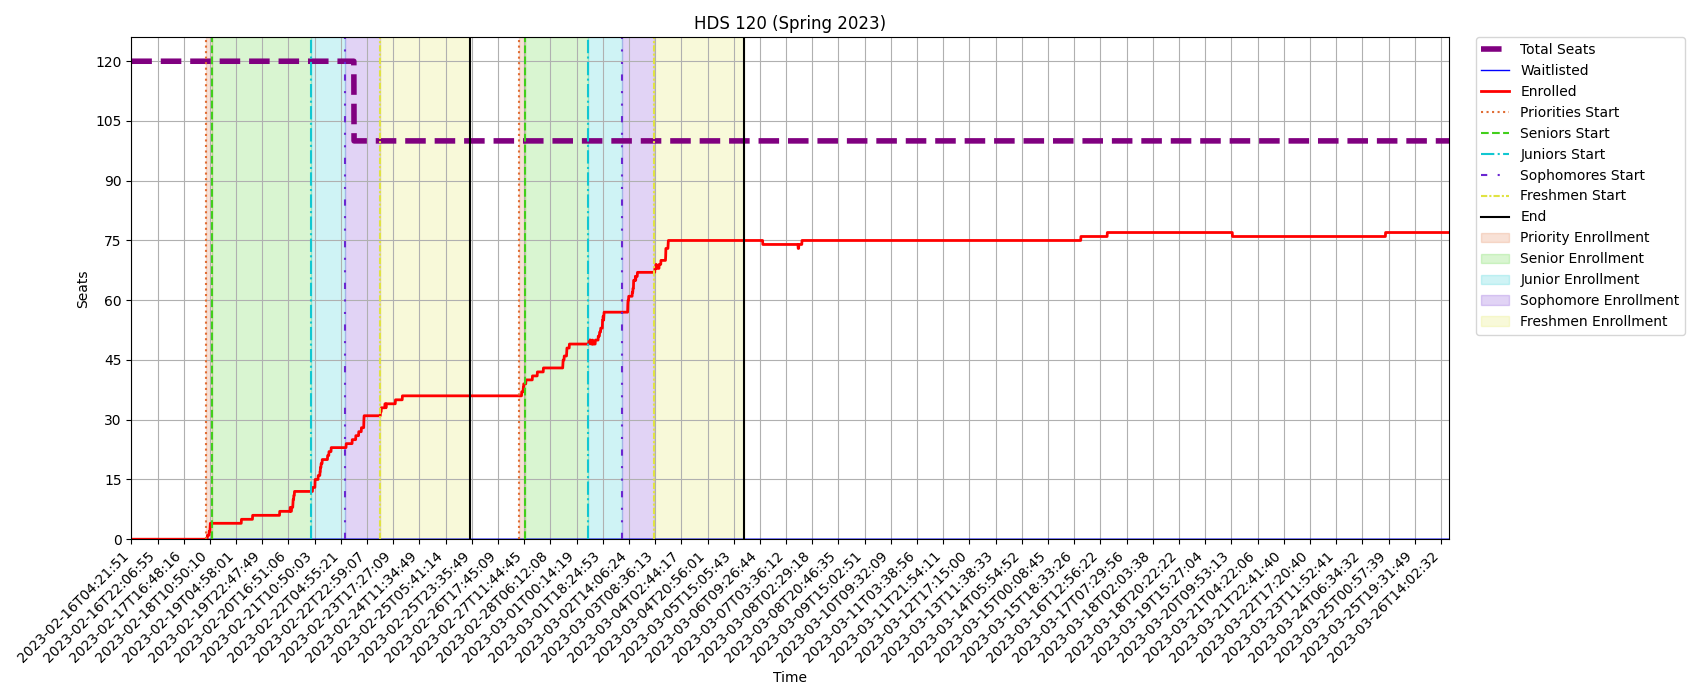 HDS 120 (Spring 2023)
Seats
120
105
90
75
60
45
30
15
0
2023-02-16T04:21:51
2023-02-16T22:06:55
2023-02-17T16:48:16
2023-02-18T10:50:10
2023-02-19T04:58:01
2023-02-19T22:47:49
2023-02-20T16:51:06
2023-02-21T10:50:03
2023-02-22T04:55:21
2023-02-22T22:59:07
2023-02-23T17:27:09
2023-02-24T11:34:49
2023-02-25T05:41:14
2023-02-25T23:35:49
2023-02-26T17:45:09
2023-02-27T11:44:45
2023-02-28T06:12:08
2023-03-01T00:14:19
2023-03-01T18:24:53
2023-03-02T14:06:24
2023-03-03T08:36:13
2023-03-04T02:44:17
2023-03-04T20:56:01
2023-03-05T15:05:43
2023-03-06T09:26:44
2023-03-07T03:36:12
2023-03-08T02:29:18
2023-03-08T20:46:35
2023-03-09T15:02:51
2023-03-10T09:32:09
2023-03-11T03:38:56
2023-03-11T21:54:11
2023-03-12T17:15:00
2023-03-13T11:38:33
2023-03-14T05:54:52
2023-03-15T00:08:45
2023-03-15T18:33:26
2023-03-16T12:56:22
2023-03-17T07:29:56
2023-03-18T02:03:38
2023-03-18T20:22:22
2023-03-19T15:27:04
2023-03-20T09:53:13
2023-03-21T04:22:06
2023-03-21T22:41:40
2023-03-22T17:20:40
2023-03-23T11:52:41
2023-03-24T06:34:32
2023-03-25T00:57:39
2023-03-25T19:31:49
2023-03-26T14:02:32
Time
Total Seats
Waitlisted
Enrolled
Priorities Start
Seniors Start
Juniors Start
Sophomores Start
Freshmen Start
End
Priority Enrollment
Senior Enrollment
Junior Enrollment
Sophomore Enrollment
Freshmen Enrollment